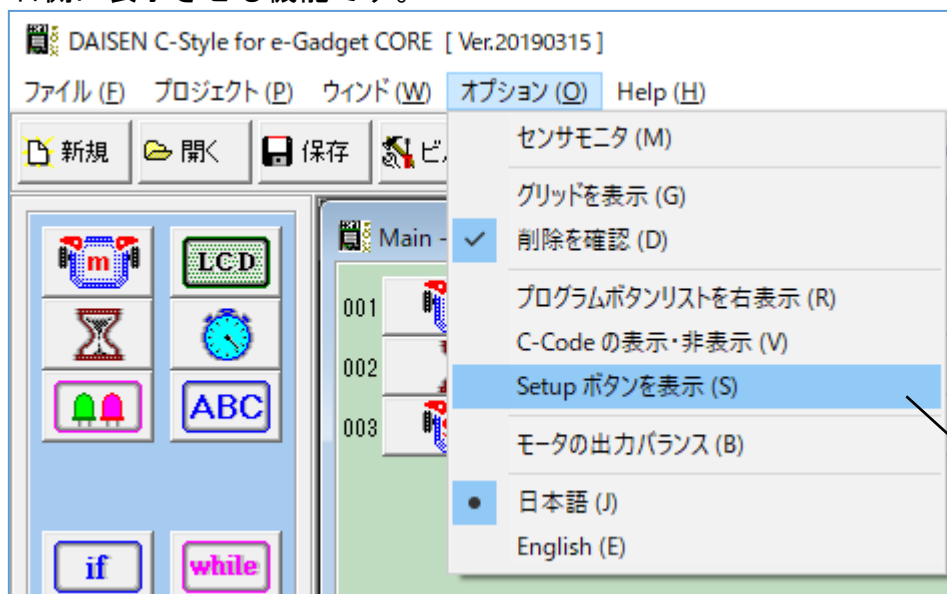 DAISEN C-Style for e-Gadget CORE [ Ver.20190315 ]
ファイル (F) プロジェクト (P) ウィンド (W) オプション (O) Help (H)
新規 開く 保存
センサモニタ (M)
グリッドを表示 (G)
削除を確認 (D)
プログラムボタンリストを右表示 (R)
C-Code の表示・非表示 (V)
Setup ボタンを表示 (S)
モータの出力バランス (B)
日本語 (J)
English (E)
m LCD
ABC
if while
Main -
001
002
003